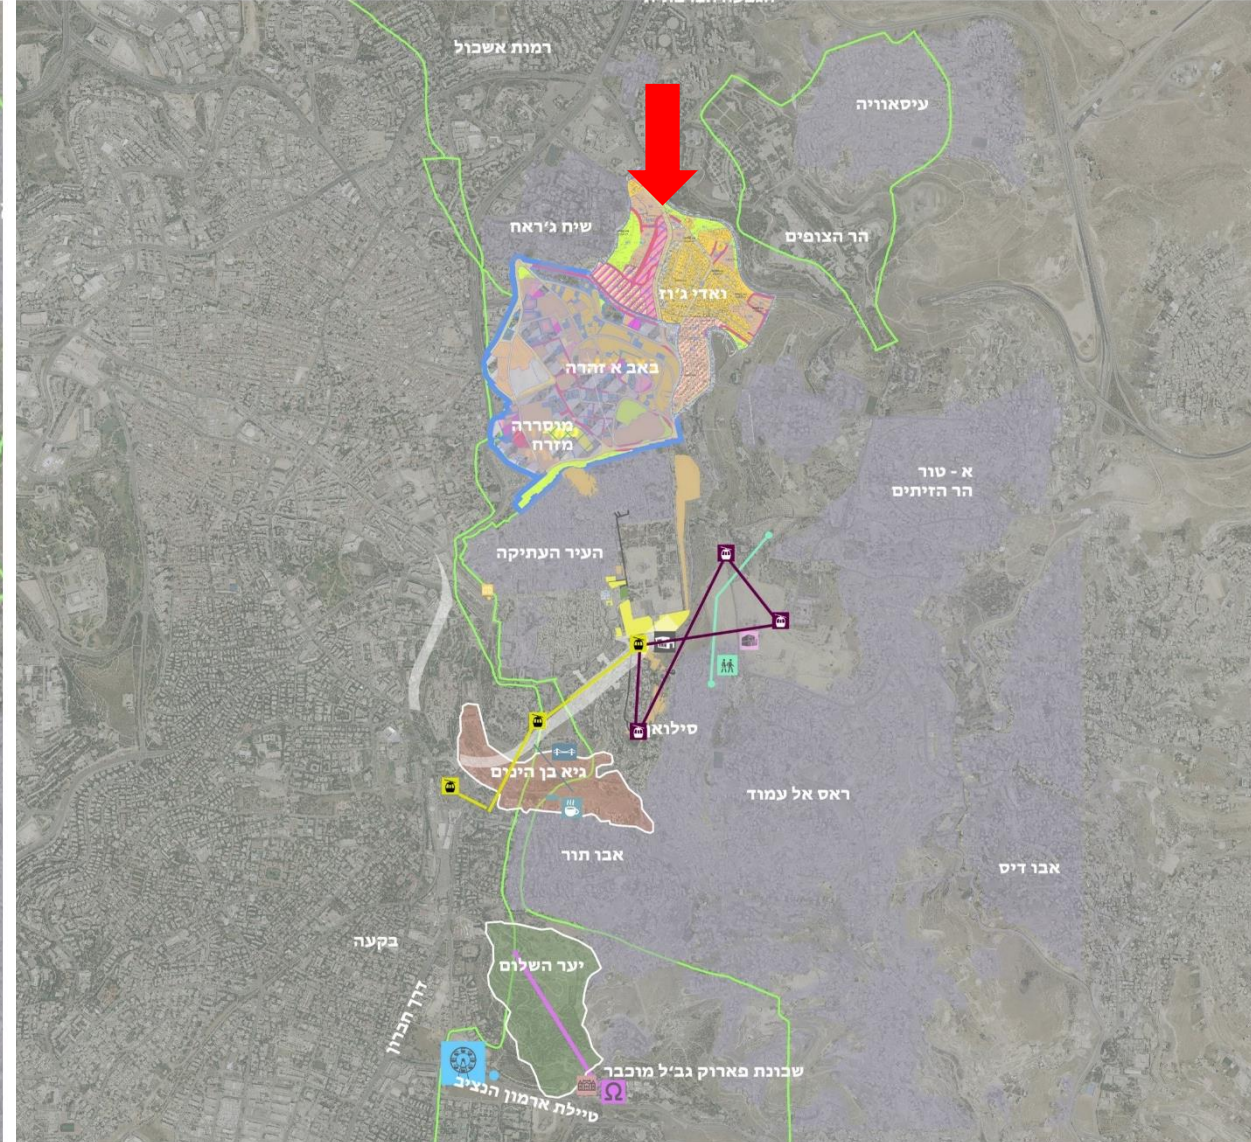 רמות אשכול
עיסאוויה
שיח ג׳ראח
הר הצופים
ואדי ג׳וז
באב א זהרה
מוסררה
מזרח
א - טור
הר הזיתים
העיר העתיקה
סילואן
גיא בן הינום
ראס אל עמוד
אבו תור
אבו דיס
בקעה
יער השלום
דרך חברון
שכונת פארוק גב׳ל מוכבר
טיילת ארמון הנציב